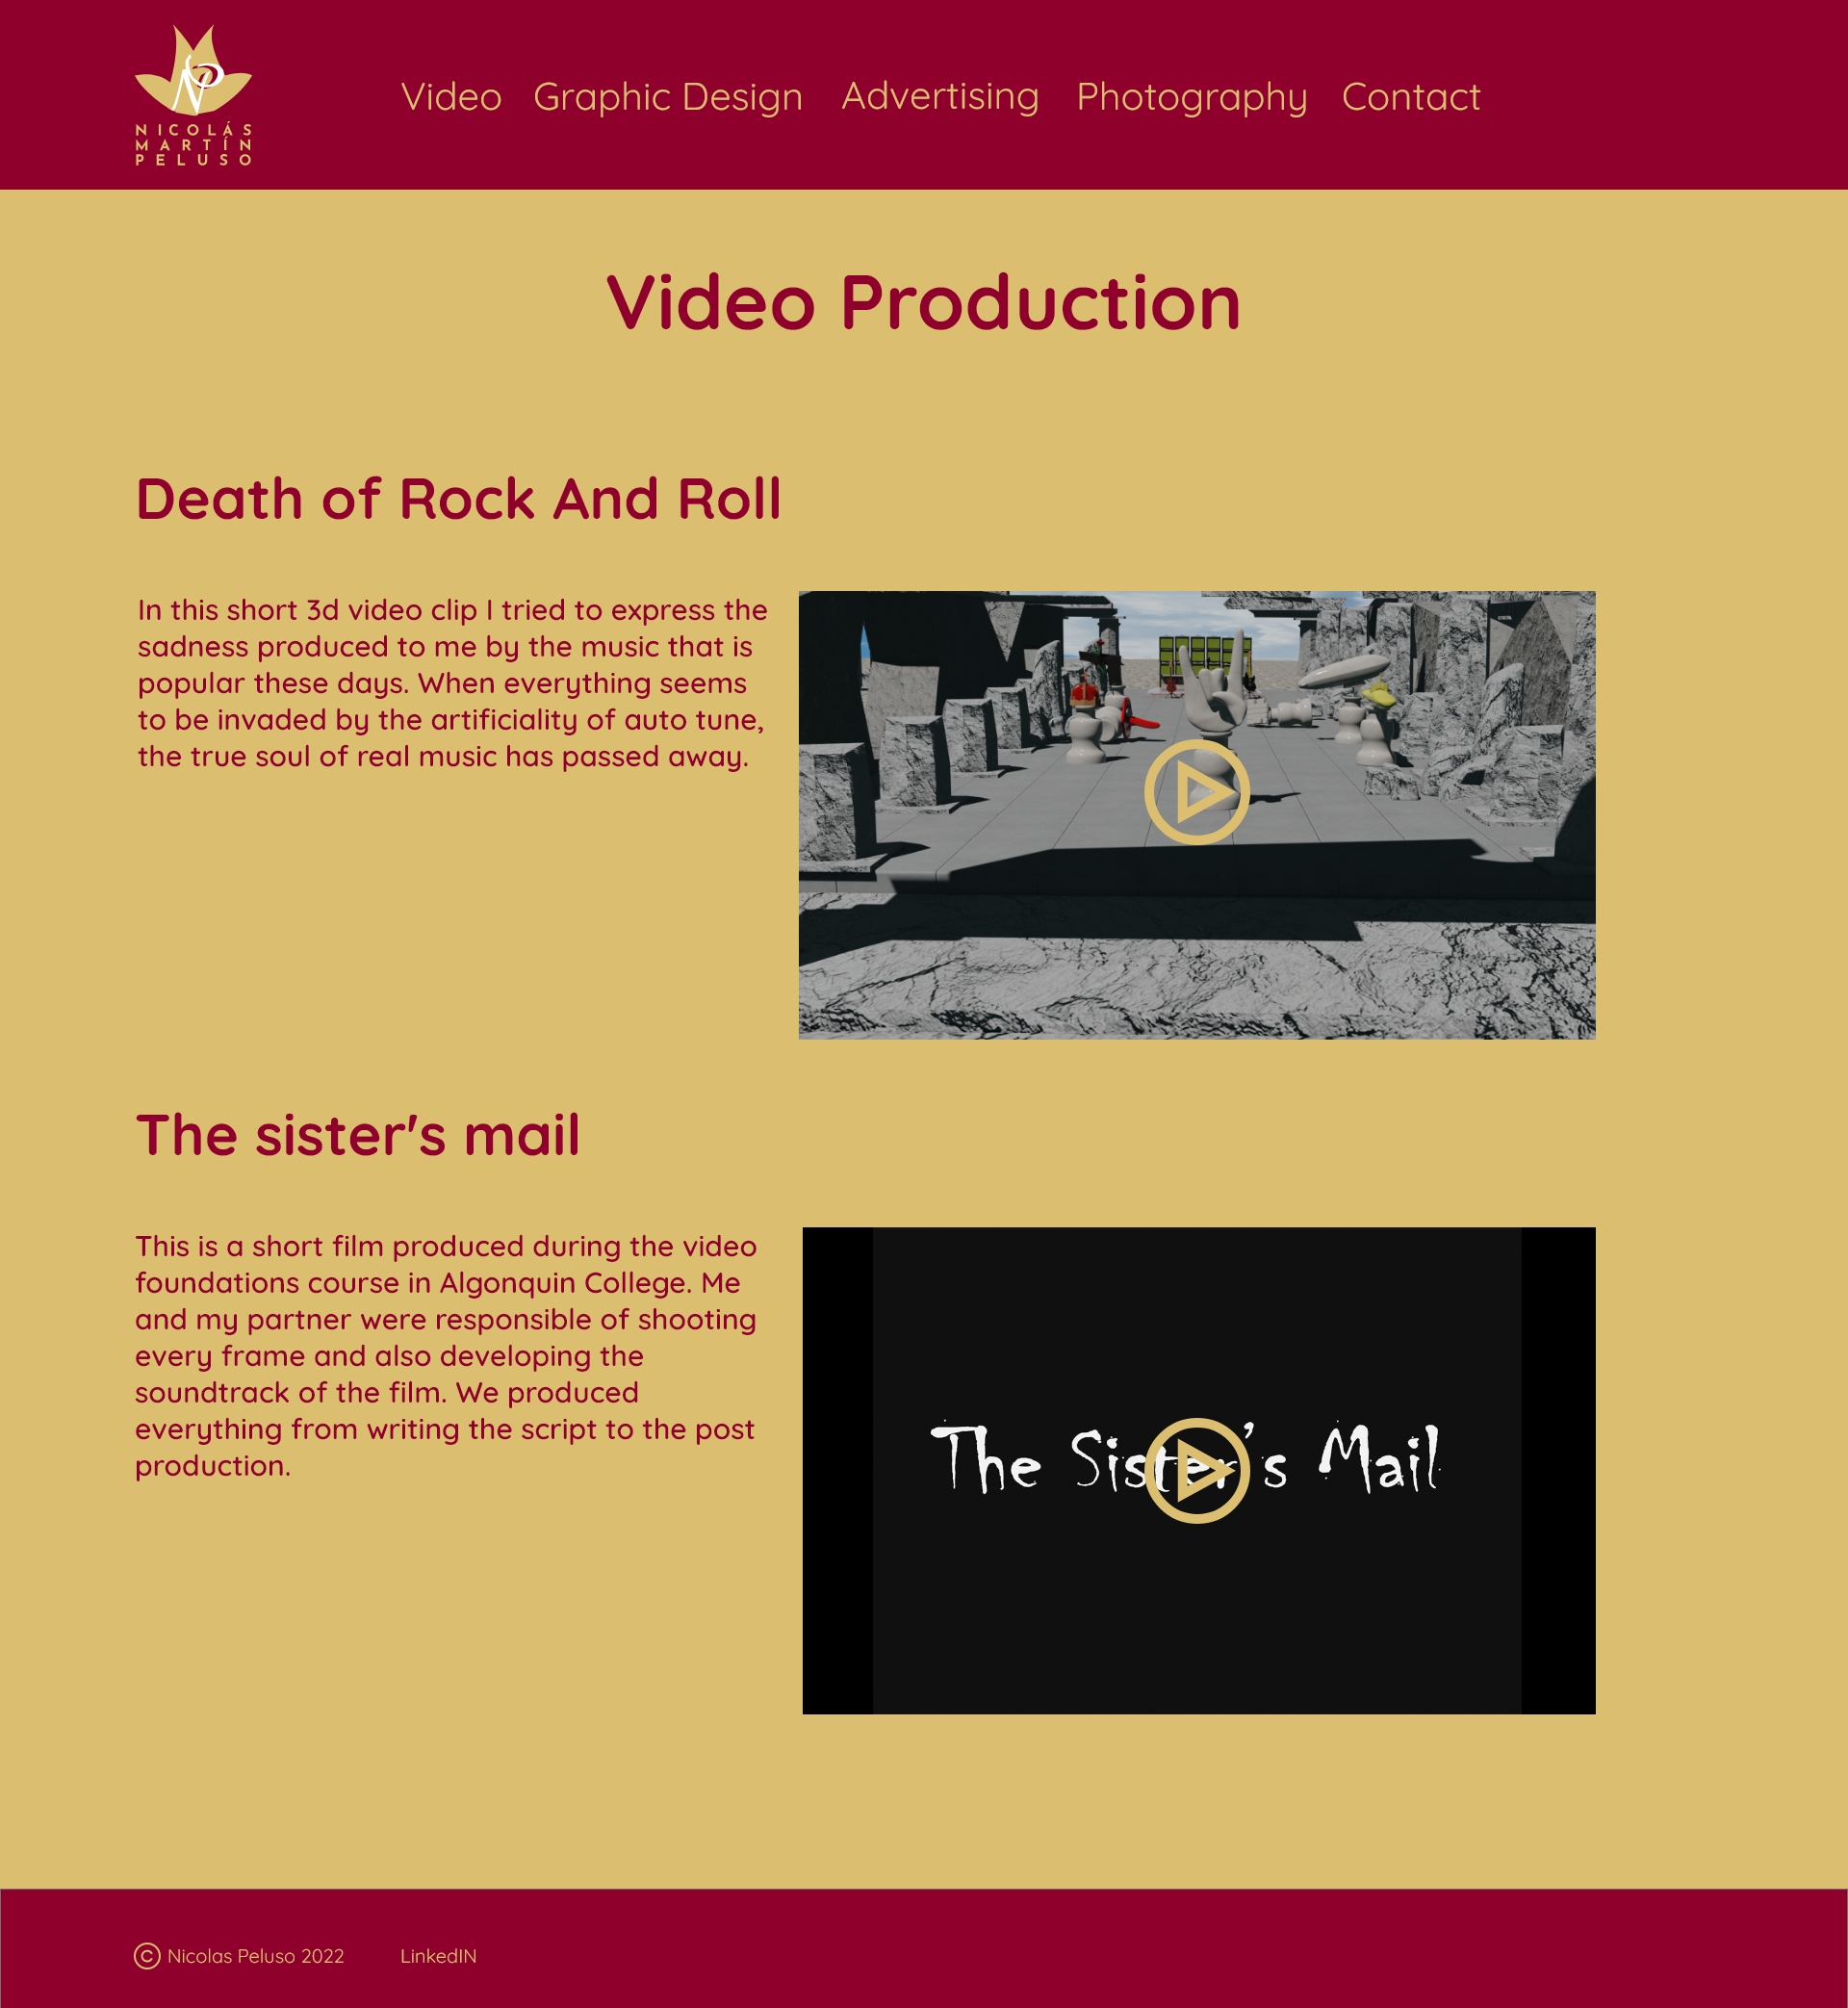 NICOLÁS
MARTÍN
PELUSO
Video Graphic Design Advertising Photography Contact
Video Production
Death of Rock And Roll
In this short 3d video clip I tried to express the
sadness produced to me by the music that is
popular these days. When everything seems
to be invaded by the artificiality of auto tune,
the true soul of real music has passed away.
The sister's mail
This is a short film produced during the video
foundations course in Algonquin College. Me
and my partner were responsible of shooting
every frame and also developing the
soundtrack of the film. We produced
everything from writing the script to the post
production.
The Sister's Mail
© Nicolas Peluso 2022 LinkedIN